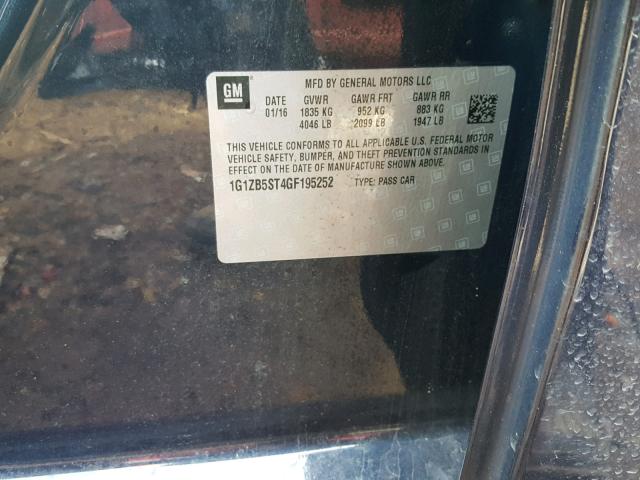 GM
MFD BY GENERAL MOTORS LLC
DATE GVWR GAWR FRT GAWR RR
01/16 1835 KG 952 KG 883 KG
4046 LB 2099 LB 1947 LB
THIS VEHICLE CONFORMS TO ALL APPLICABLE U.S. FEDERAL MOTOR
VEHICLE SAFETY, BUMPER, AND THEFT PREVENTION STANDARDS IN
EFFECT ON THE DATE OF MANUFACTURE SHOWN ABOVE.
1G1ZB5ST4GF195252 TYPE: PASS CAR